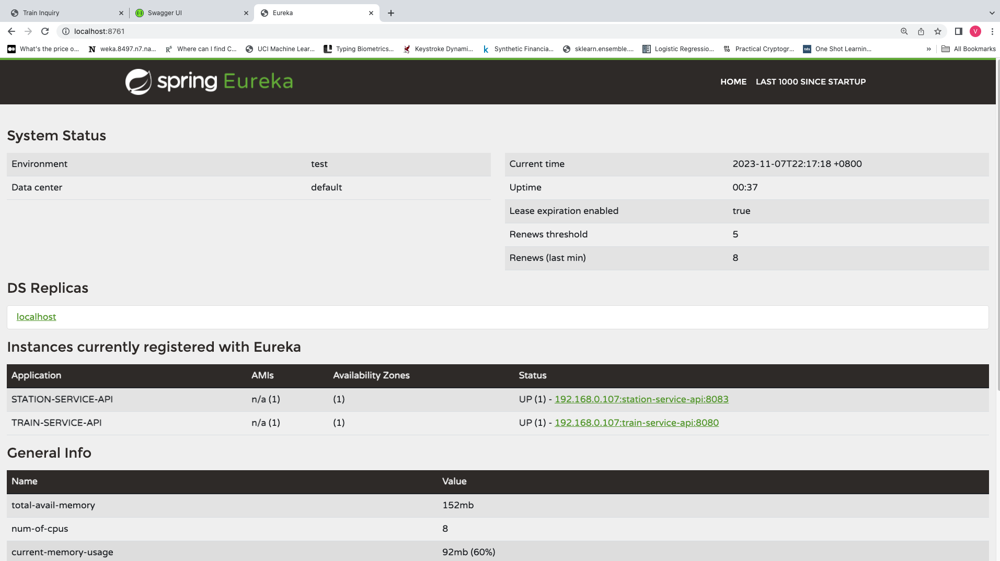 Train Inquiry
Swagger UI
Eureka
localhost:8761
V
What's the price o...
weka.8497.n7.na...
Where can I find C...
UCI Machine Lear...
Typing Biometrics...
Keystroke Dynami...
Synthetic Financia...
sklearn.ensemble....
Logistic Regressio...
Practical Cryptogr...
One Shot Learnin...
»
All Bookmarks
spring Eureka
HOME LAST 1000 SINCE STARTUP
System Status
Environment test
Data center default
Current time 2023-11-07T22:17:18 +0800
Uptime 00:37
Lease expiration enabled true
Renews threshold 5
Renews (last min) 8
DS Replicas
localhost
Instances currently registered with Eureka
Application AMIs Availability Zones Status
STATION-SERVICE-API n/a (1) (1) UP (1) - 192.168.0.107:station-service-api:8083
TRAIN-SERVICE-API n/a (1) (1) UP (1) - 192.168.0.107:train-service-api:8080
General Info
Name Value
total-avail-memory 152mb
num-of-cpus 8
current-memory-usage 92mb (60%)